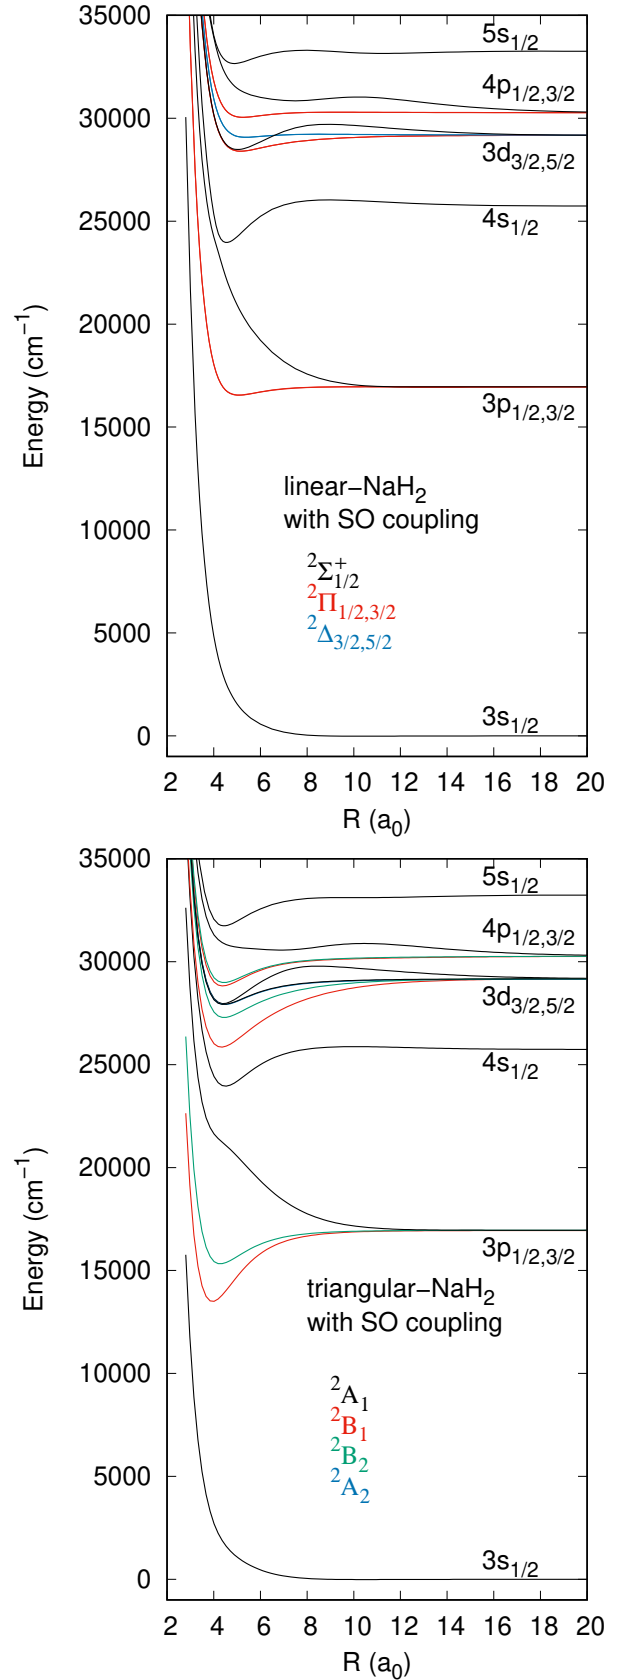 35000
30000
25000
20000
15000
10000
5000
0
Energy (cm⁻¹)
5s₁/₂
4p₁/₂,₃/₂
3d₃/₂,₅/₂
4s₁/₂
3p₁/₂,₃/₂
linear−NaH₂
with SO coupling
²Σ⁺₁/₂
²Π₁/₂,₃/₂
²Δ₃/₂,₅/₂
3s₁/₂
2 4 6 8 10 12 14 16 18 20
R (a₀)
35000
30000
25000
20000
15000
10000
5000
0
Energy (cm⁻¹)
5s₁/₂
4p₁/₂,₃/₂
3d₃/₂,₅/₂
4s₁/₂
3p₁/₂,₃/₂
triangular−NaH₂
with SO coupling
²A₁
²B₁
²B₂
²A₂
3s₁/₂
2 4 6 8 10 12 14 16 18 20
R (a₀)